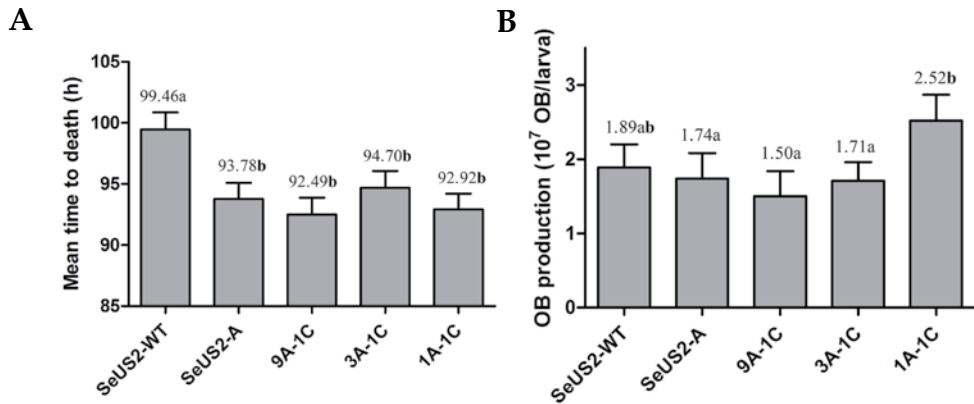 A
Mean time to death (h)
105
100
95
90
85
99.46a
93.78b
92.49b
94.70b
92.92b
SeUS2-WT
SeUS2-A
9A-1C
3A-1C
1A-1C
B
OB production (10⁷ OB/larva)
3
2
1
0
1.89ab
1.74a
1.50a
1.71a
2.52b
SeUS2-WT
SeUS2-A
9A-1C
3A-1C
1A-1C